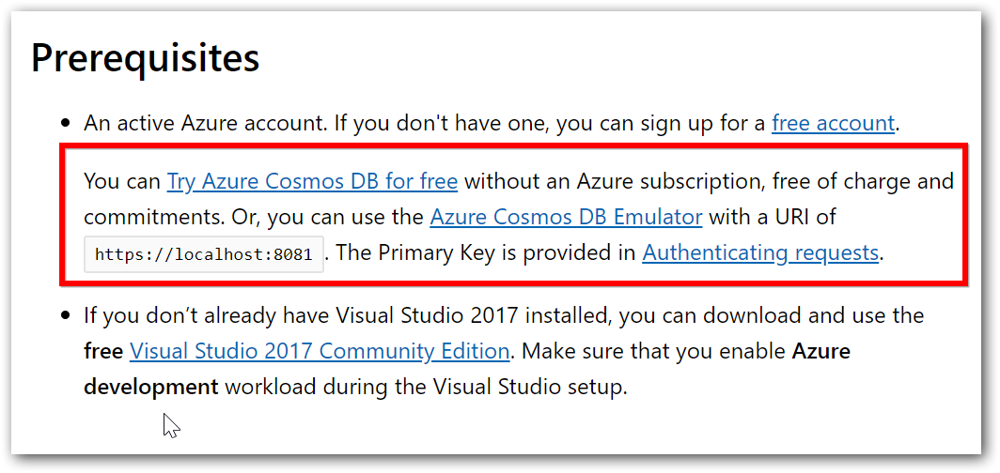 Prerequisites
An active Azure account. If you don't have one, you can sign up for a free account.
You can Try Azure Cosmos DB for free without an Azure subscription, free of charge and
commitments. Or, you can use the Azure Cosmos DB Emulator with a URI of
https://localhost:8081 . The Primary Key is provided in Authenticating requests.
If you don’t already have Visual Studio 2017 installed, you can download and use the
free Visual Studio 2017 Community Edition. Make sure that you enable Azure
development workload during the Visual Studio setup.